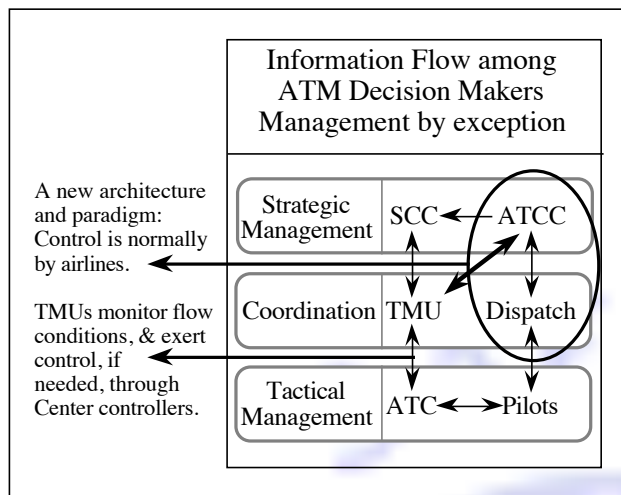 Information Flow among
ATM Decision Makers
Management by exception
A new architecture
and paradigm:
Control is normally
by airlines.
TMUs monitor flow
conditions, & exert
control, if
needed, through
Center controllers.
Strategic
Management
SCC
ATCC
Coordination
TMU
Dispatch
Tactical
Management
ATC
Pilots